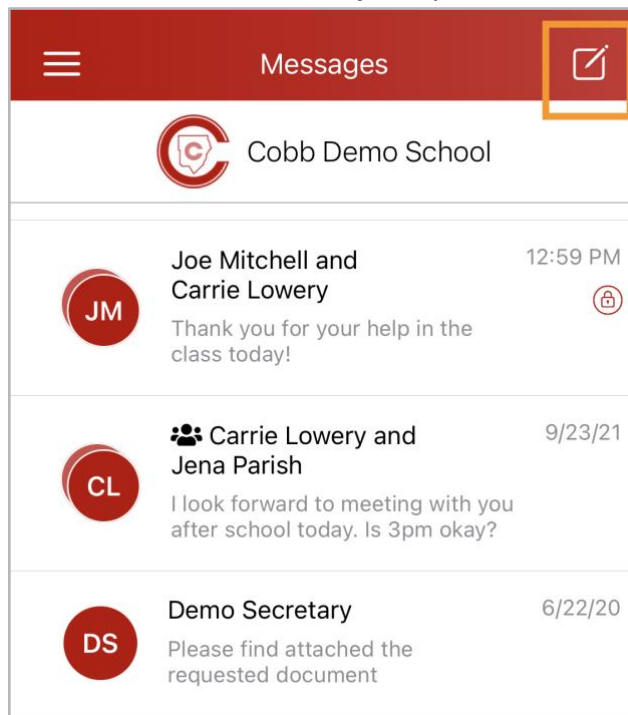 Messages
C
Cobb Demo School
Joe Mitchell and
12:59 PM
Carrie Lowery
JM
Thank you for your help in the
class today!
Carrie Lowery and
9/23/21
Jena Parish
CL
I look forward to meeting with you
after school today. Is 3pm okay?
Demo Secretary
6/22/20
DS
Please find attached the
requested document